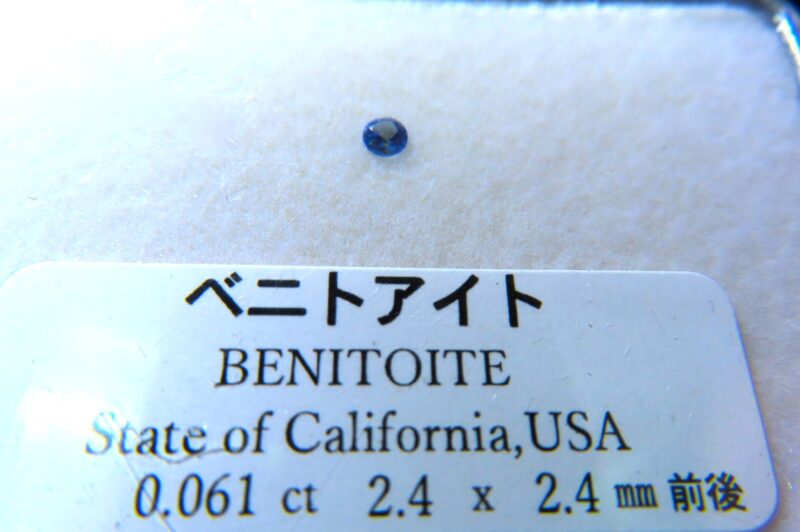 ベニトアイト
BENITOITE
State of California,USA
0.061 ct 2.4 x 2.4 ㎜ 前後